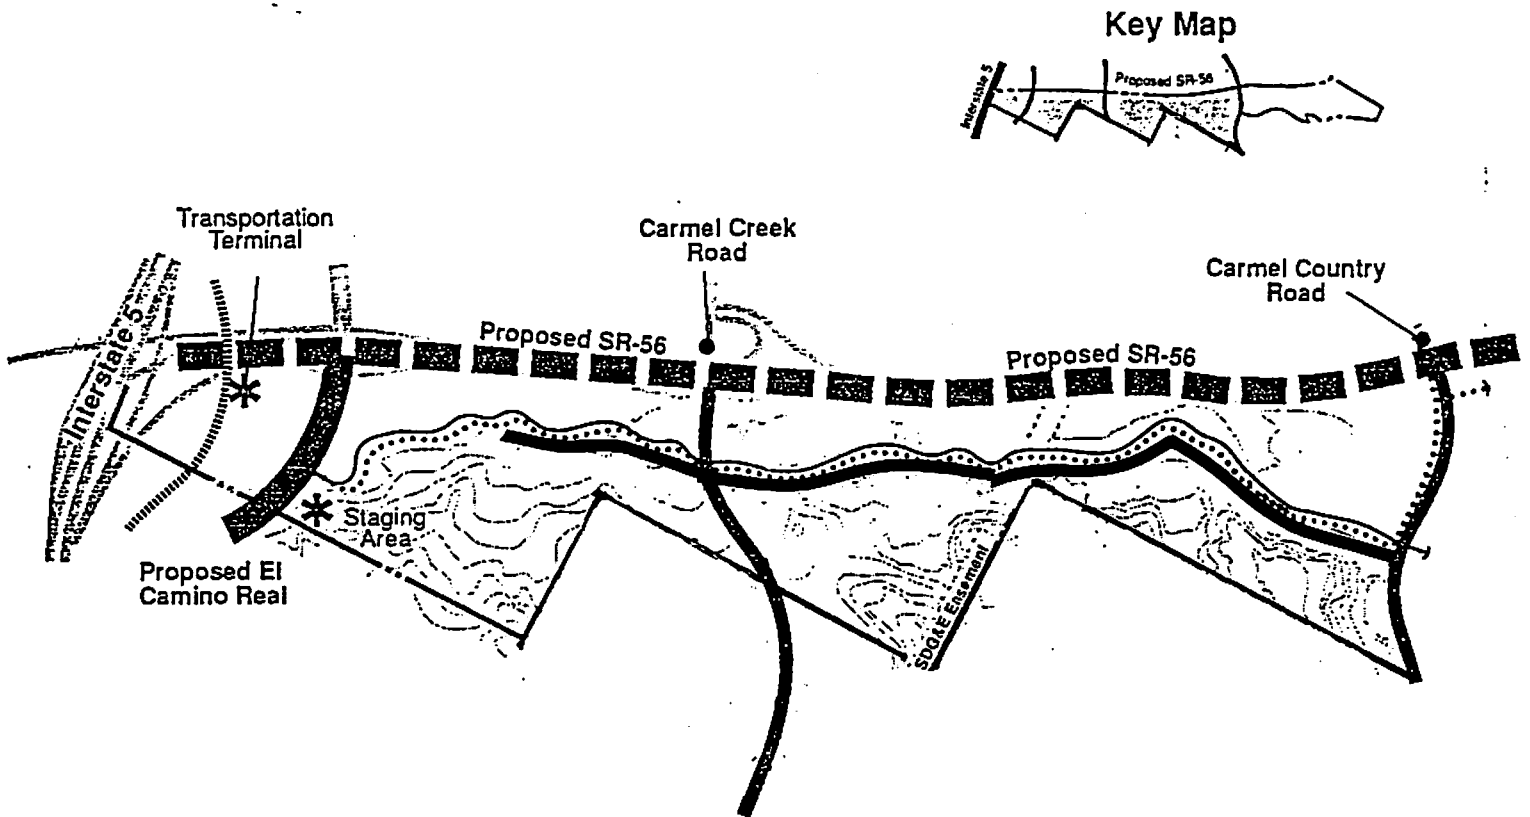 Key Map
Interstate 5
Proposed SR-56
Transportation
Terminal
Carmel Creek
Road
Carmel Country
Road
Interstate 5
Proposed SR-56
Proposed SR-56
Staging
Area
Proposed El
Camino Real
SDG&E Ensement